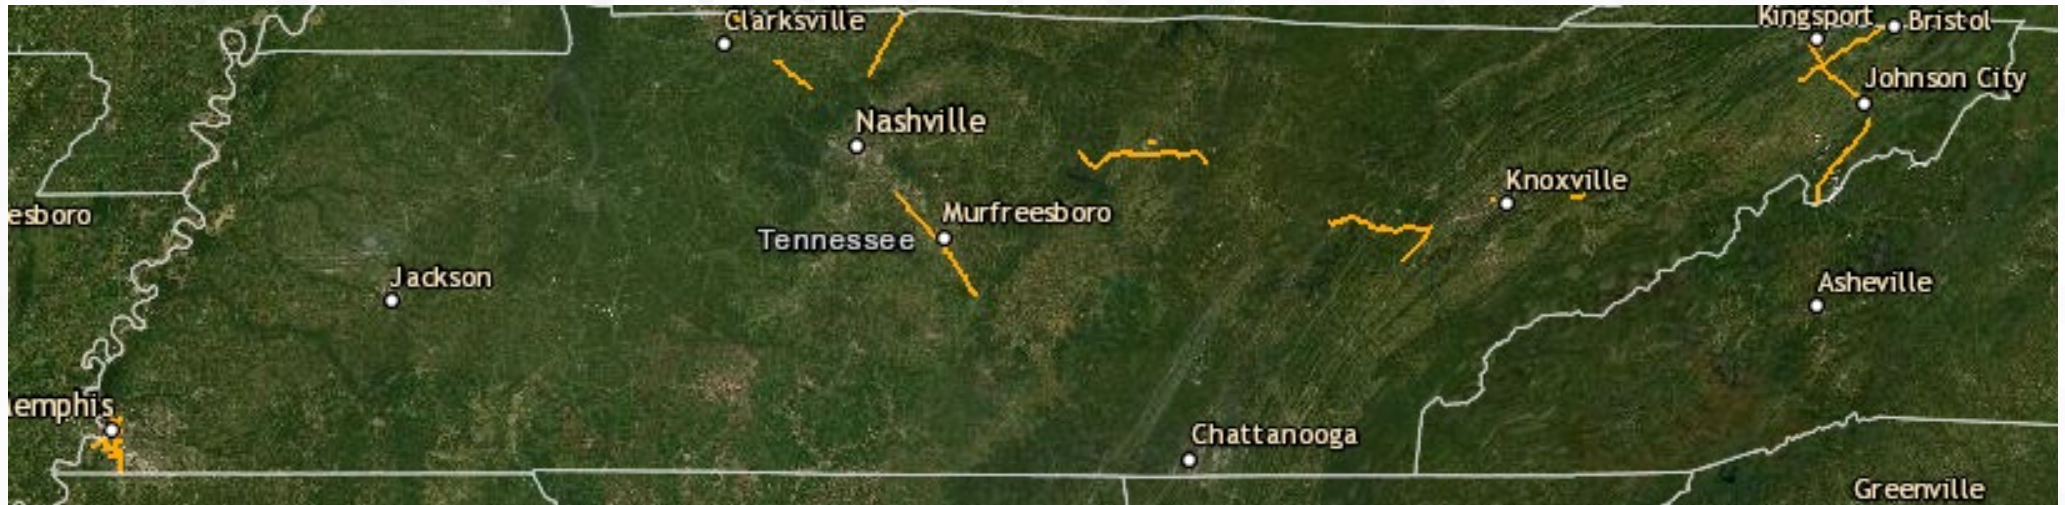 Clarksville
Kingsport
Bristol
Johnson City
Nashville
Knoxville
esboro
Murfreesboro
Tennessee
Jackson
Asheville
emphis
Chattanooga
Greenville